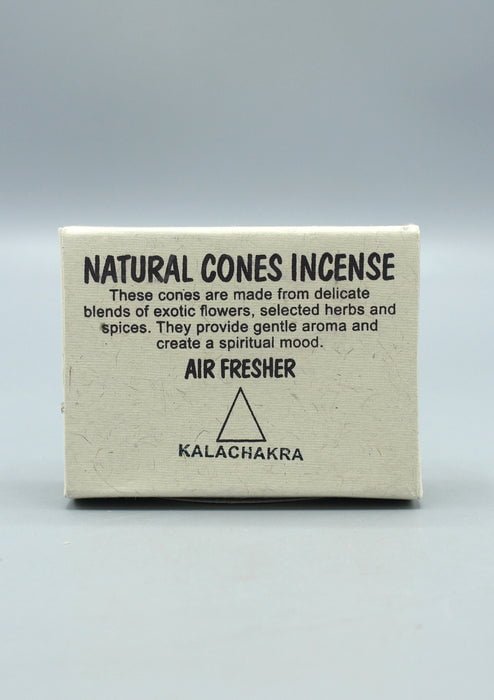 NATURAL CONES INCENSE
These cones are made from delicate
blends of exotic flowers, selected herbs and
spices. They provide gentle aroma and
create a spiritual mood.
AIR FRESHER
KALACHAKRA